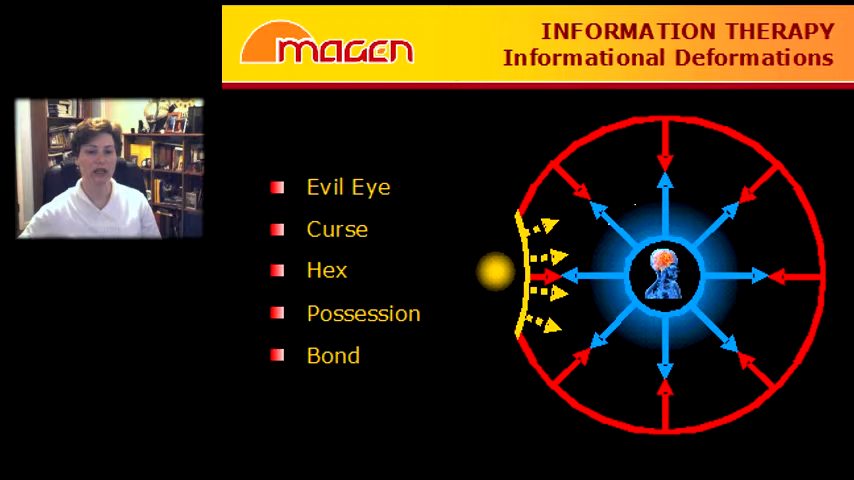 magen
INFORMATION THERAPY
Informational Deformations
Evil Eye
Curse
Hex
Possession
Bond